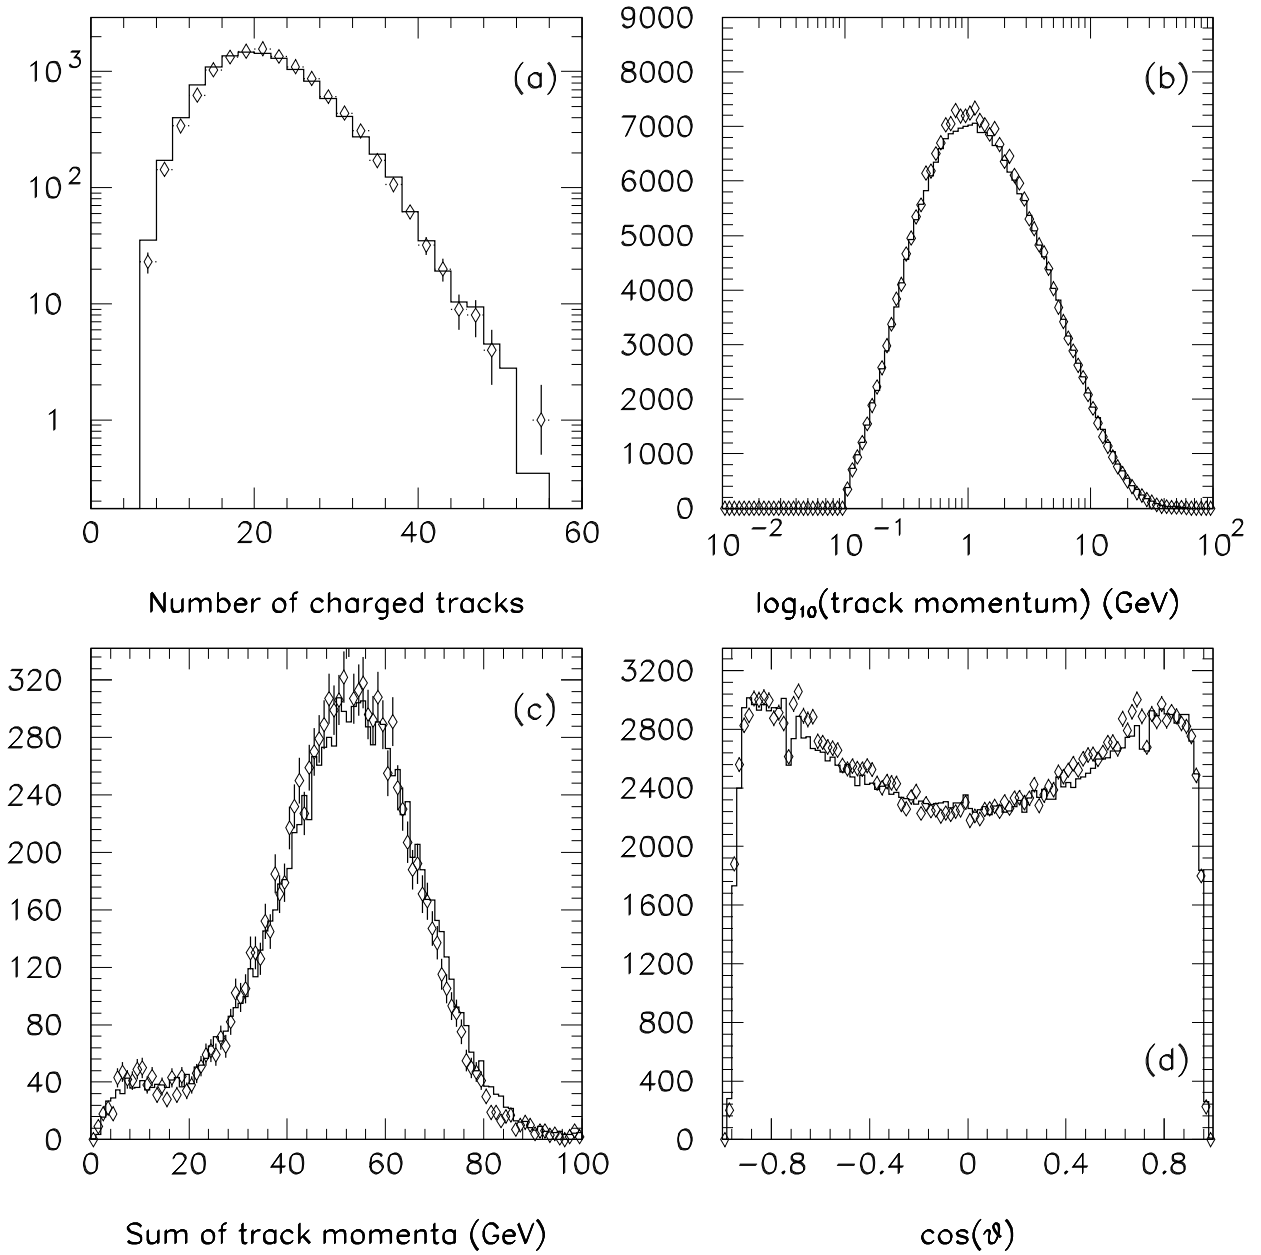 (a)
10³
10²
10
1
0 20 40 60
Number of charged tracks
(b)
9000
8000
7000
6000
5000
4000
3000
2000
1000
0
10⁻² 10⁻¹ 1 10 10²
log₁₀(track momentum) (GeV)
(c)
320
280
240
200
160
120
80
40
0
0 20 40 60 80 100
Sum of track momenta (GeV)
3200
2800
2400
2000
1600
1200
800
(d)
400
0
−0.8 −0.4 0 0.4 0.8
cos(ϑ)